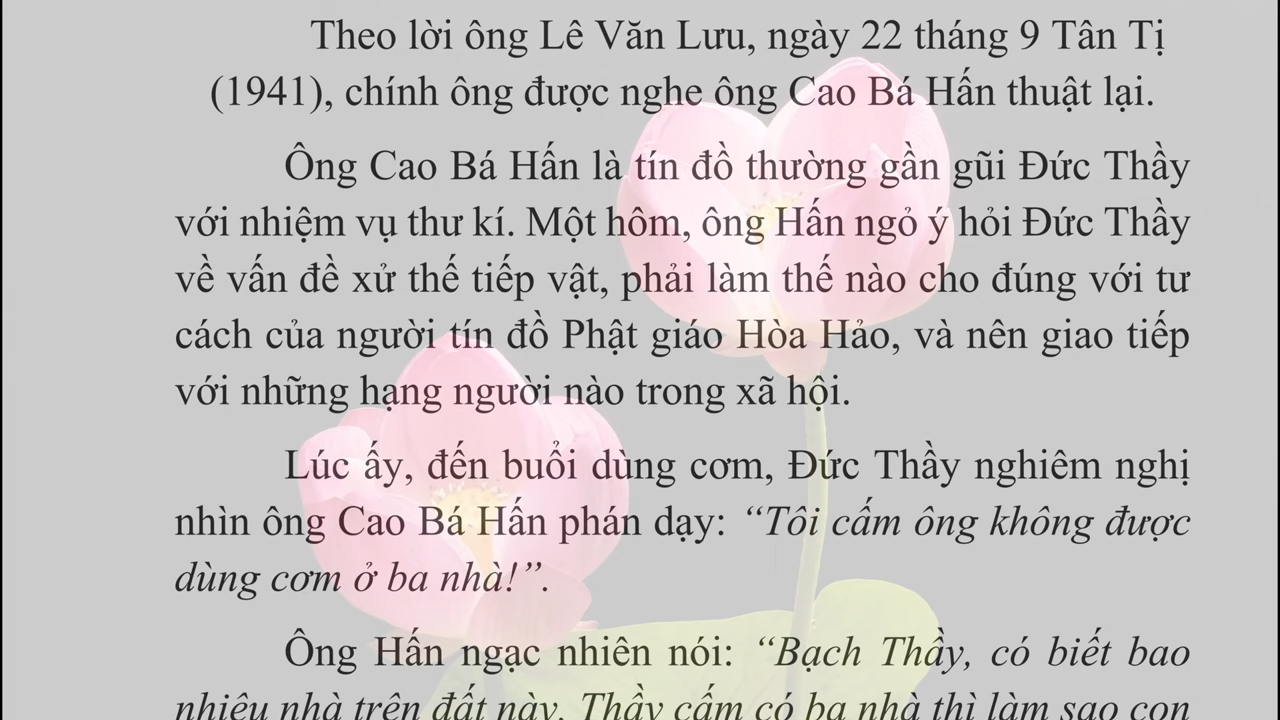 Theo lời ông Lê Văn Lưu, ngày 22 tháng 9 Tân Tị
(1941), chính ông được nghe ông Cao Bá Hấn thuật lại.
Ông Cao Bá Hấn là tín đồ thường gần gũi Đức Thầy
với nhiệm vụ thư kí. Một hôm, ông Hấn ngỏ ý hỏi Đức Thầy
về vấn đề xử thế tiếp vật, phải làm thế nào cho đúng với tư
cách của người tín đồ Phật giáo Hòa Hảo, và nên giao tiếp
với những hạng người nào trong xã hội.
Lúc ấy, đến buổi dùng cơm, Đức Thầy nghiêm nghị
nhìn ông Cao Bá Hấn phán dạy: “Tôi cấm ông không được
dùng cơm ở ba nhà!”.
Ông Hấn ngạc nhiên nói: “Bạch Thầy, có biết bao
nhiêu nhà trên đất này, Thầy cấm có ba nhà thì làm sao con